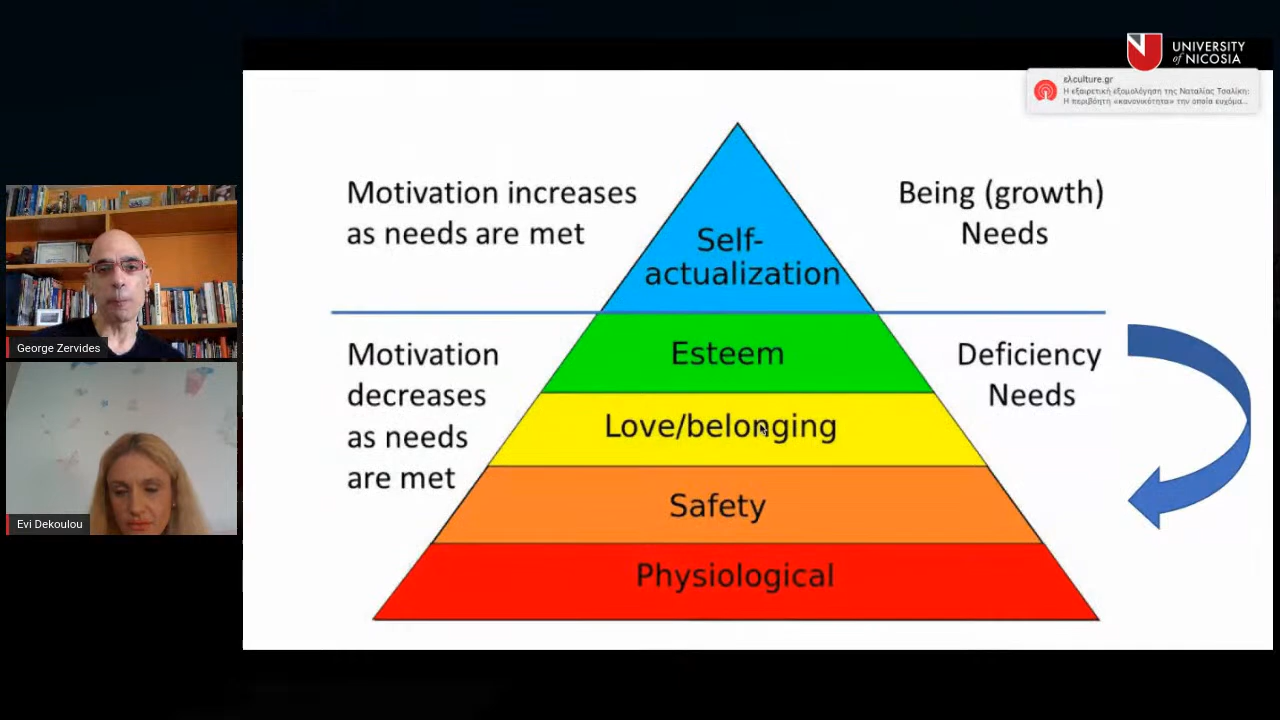 UNIVERSITY
of NICOSIA
ελculture.gr
Η εξαιρετική εξομολόγηση της Ναταλίας Τσαλίκη:
Η περιβόητη «κανονικότητα» την οποία ευχόμα...
Motivation increases
as needs are met
Being (growth)
Needs
Self-
actualization
Motivation
decreases
as needs
are met
Esteem
Deficiency
Needs
Love/belonging
Safety
Physiological
George Zervides
Evi Dekoulou